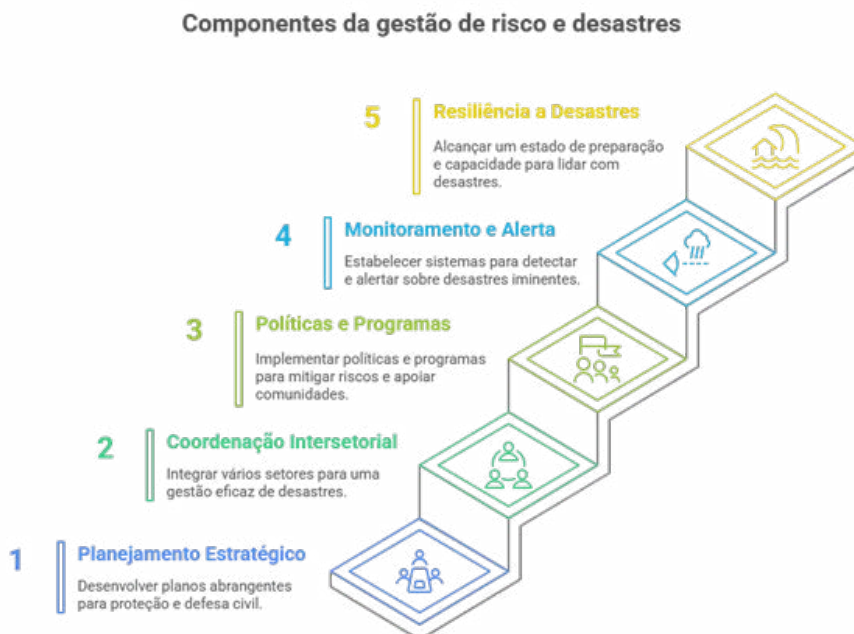 Componentes da gestão de risco e desastres
5
Resiliência a Desastres
Alcançar um estado de preparação
e capacidade para lidar com
desastres.
4
Monitoramento e Alerta
Estabelecer sistemas para detectar
e alertar sobre desastres iminentes.
3
Políticas e Programas
Implementar políticas e programas
para mitigar riscos e apoiar
comunidades.
2
Coordenação Intersetorial
Integrar vários setores para uma
gestão eficaz de desastres.
1
Planejamento Estratégico
Desenvolver planos abrangentes
para proteção e defesa civil.